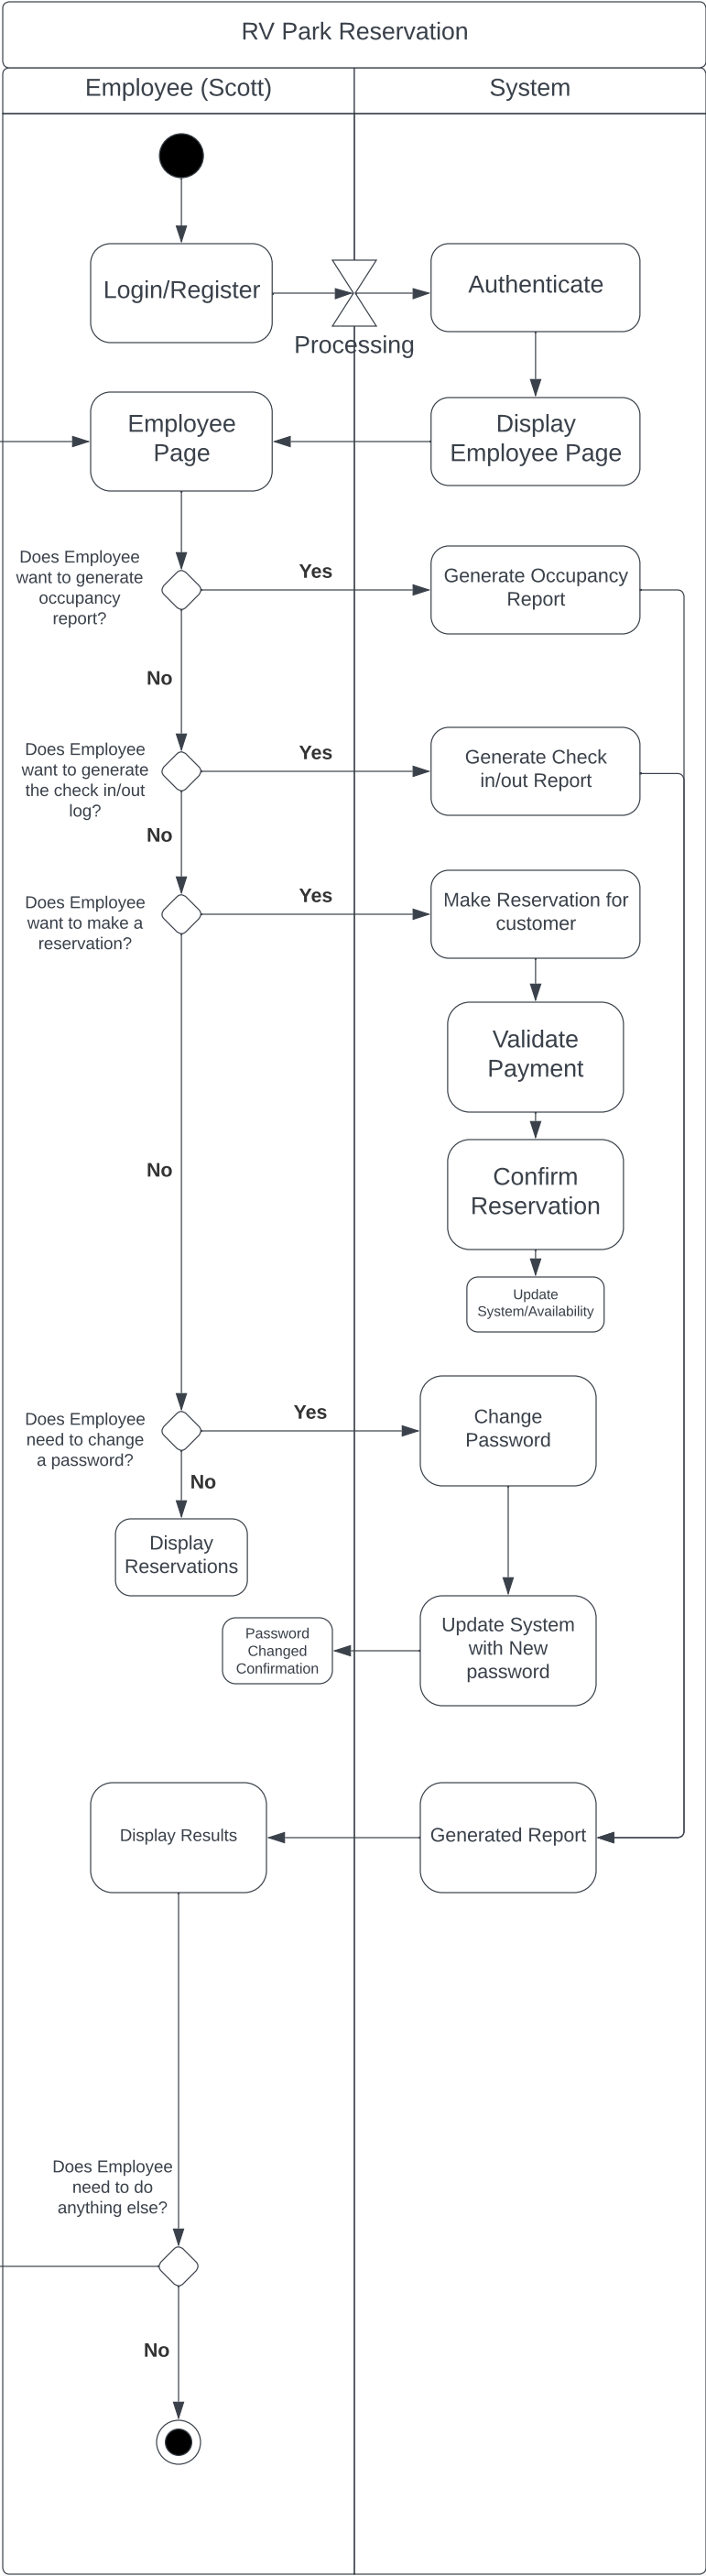 RV Park Reservation
Employee (Scott)
System
Login/Register
Processing
Authenticate
Employee
Page
Display
Employee Page
Does Employee
want to generate
occupancy
report?
Yes
Generate Occupancy
Report
No
Does Employee
want to generate
the check in/out
log?
Yes
Generate Check
in/out Report
No
Does Employee
want to make a
reservation?
Yes
Make Reservation for
customer
Validate
Payment
No
Confirm
Reservation
Update
System/Availability
Does Employee
need to change
a password?
Yes
Change
Password
No
Display
Reservations
Password
Changed
Confirmation
Update System
with New
password
Display Results
Generated Report
Does Employee
need to do
anything else?
No